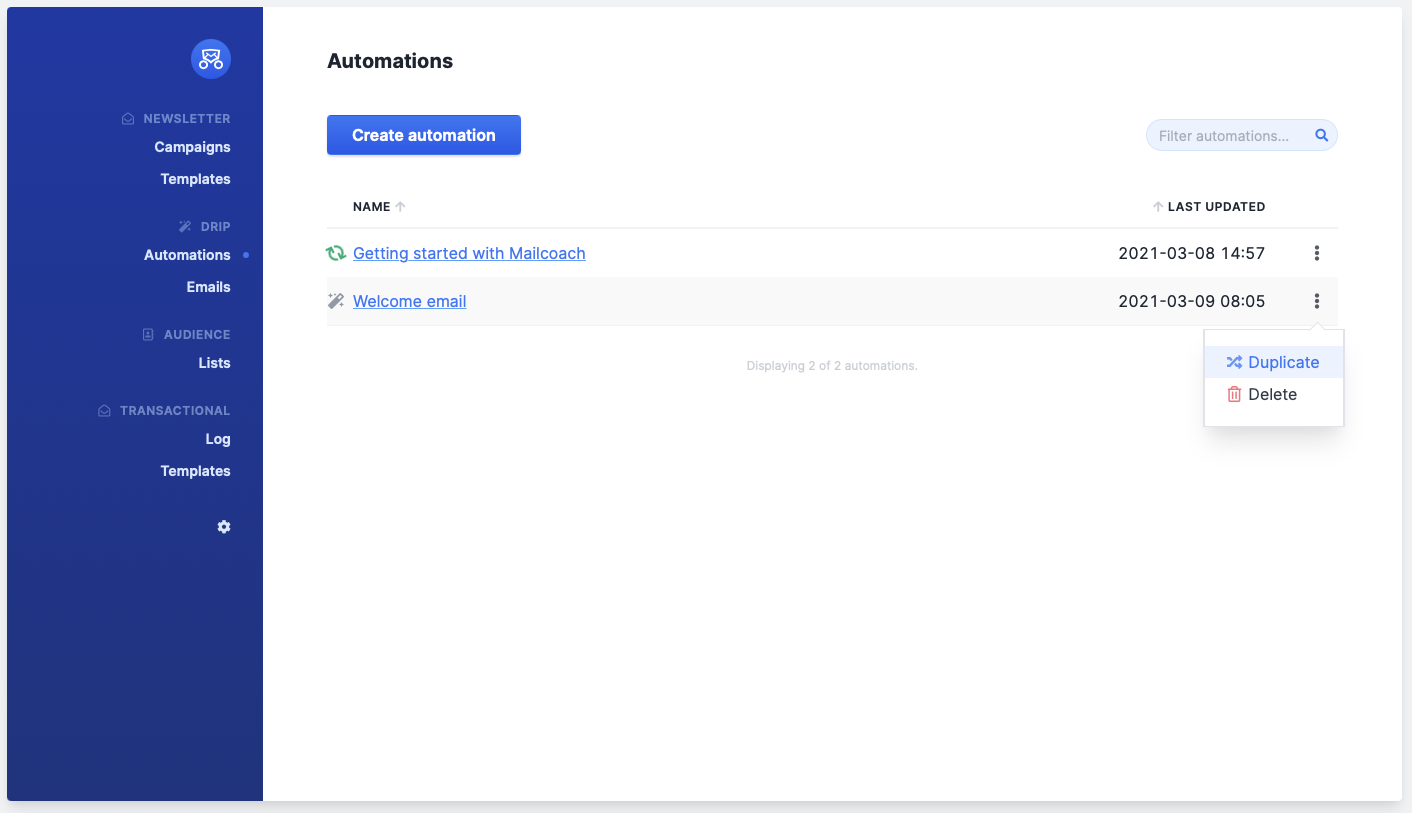 NEWSLETTER
Campaigns
Templates
DRIP
Automations
Emails
AUDIENCE
Lists
TRANSACTIONAL
Log
Templates
Automations
Create automation
Filter automations...
NAME LAST UPDATED
Getting started with Mailcoach 2021-03-08 14:57
Welcome email 2021-03-09 08:05
Displaying 2 of 2 automations.
Duplicate
Delete